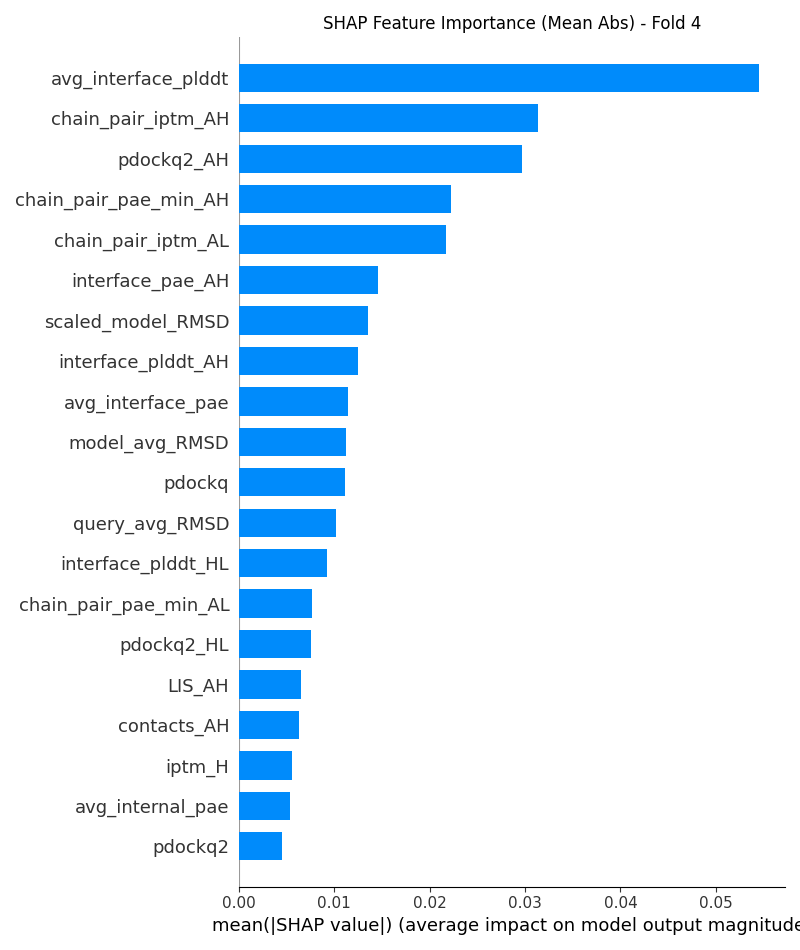 SHAP Feature Importance (Mean Abs) - Fold 4
avg_interface_plddt
chain_pair_iptm_AH
pdockq2_AH
chain_pair_pae_min_AH
chain_pair_iptm_AL
interface_pae_AH
scaled_model_RMSD
interface_plddt_AH
avg_interface_pae
model_avg_RMSD
pdockq
query_avg_RMSD
interface_plddt_HL
chain_pair_pae_min_AL
pdockq2_HL
LIS_AH
contacts_AH
iptm_H
avg_internal_pae
pdockq2
0.00 0.01 0.02 0.03 0.04 0.05
mean(|SHAP value|) (average impact on model output magnitude